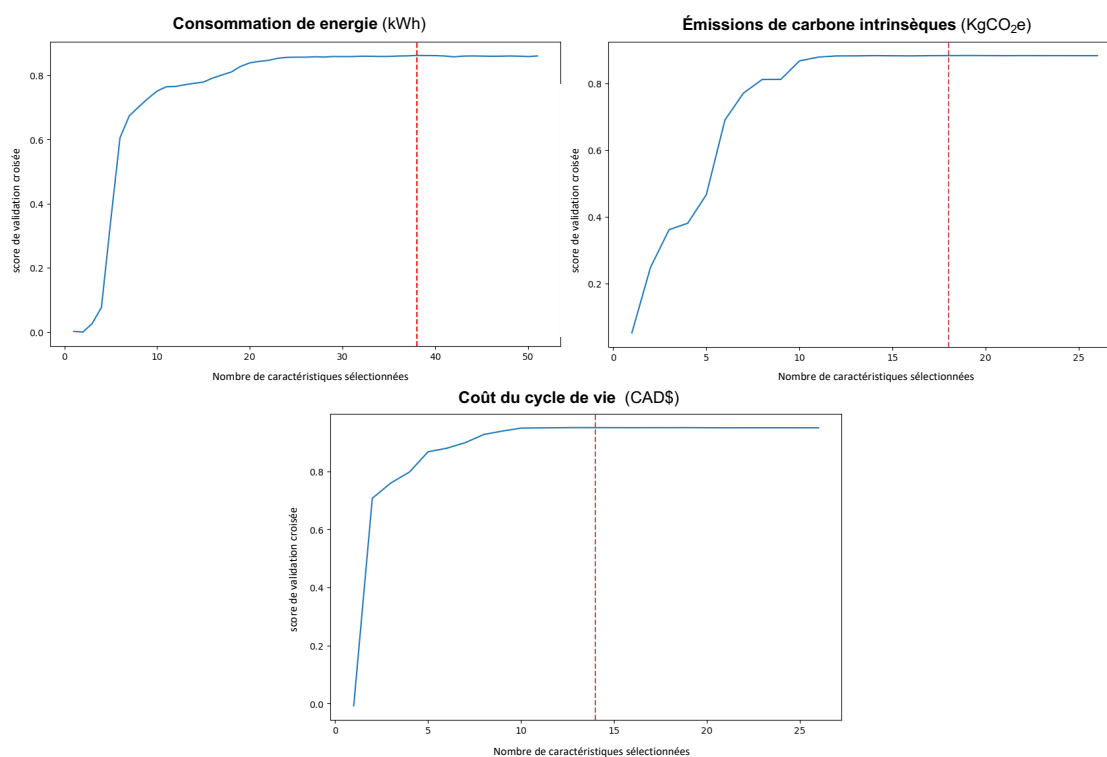 Consommation de energie (kWh)
score de validation croisée
0.8
0.6
0.4
0.2
0.0
0 10 20 30 40 50
Nombre de caractéristiques sélectionnées
Émissions de carbone intrinsèques (KgCO₂e)
score de validation croisée
0.8
0.6
0.4
0.2
0 5 10 15 20 25
Nombre de caractéristiques sélectionnées
Coût du cycle de vie (CAD$)
score de validation croisée
0.8
0.6
0.4
0.2
0.0
0 5 10 15 20 25
Nombre de caractéristiques sélectionnées